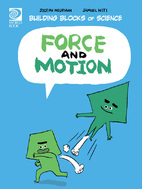 BUILDING BLOCKS OF SCIENCE
FORCE
AND
MOTION